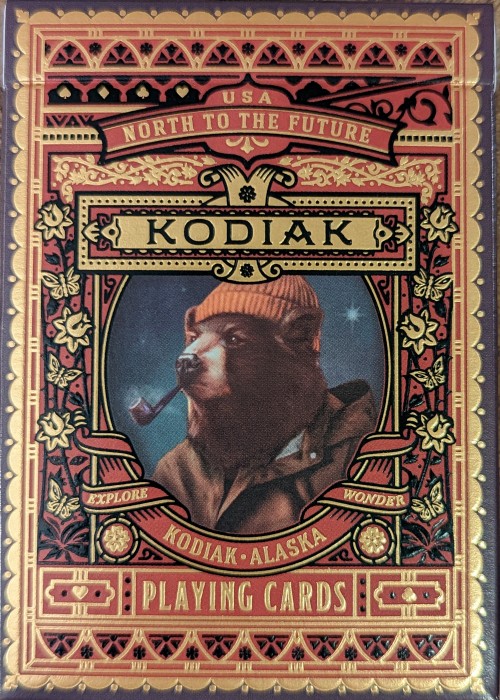 USA
NORTH TO THE FUTURE
KODIAK
EXPLORE
WONDER
KODIAK • ALASKA
PLAYING CARDS